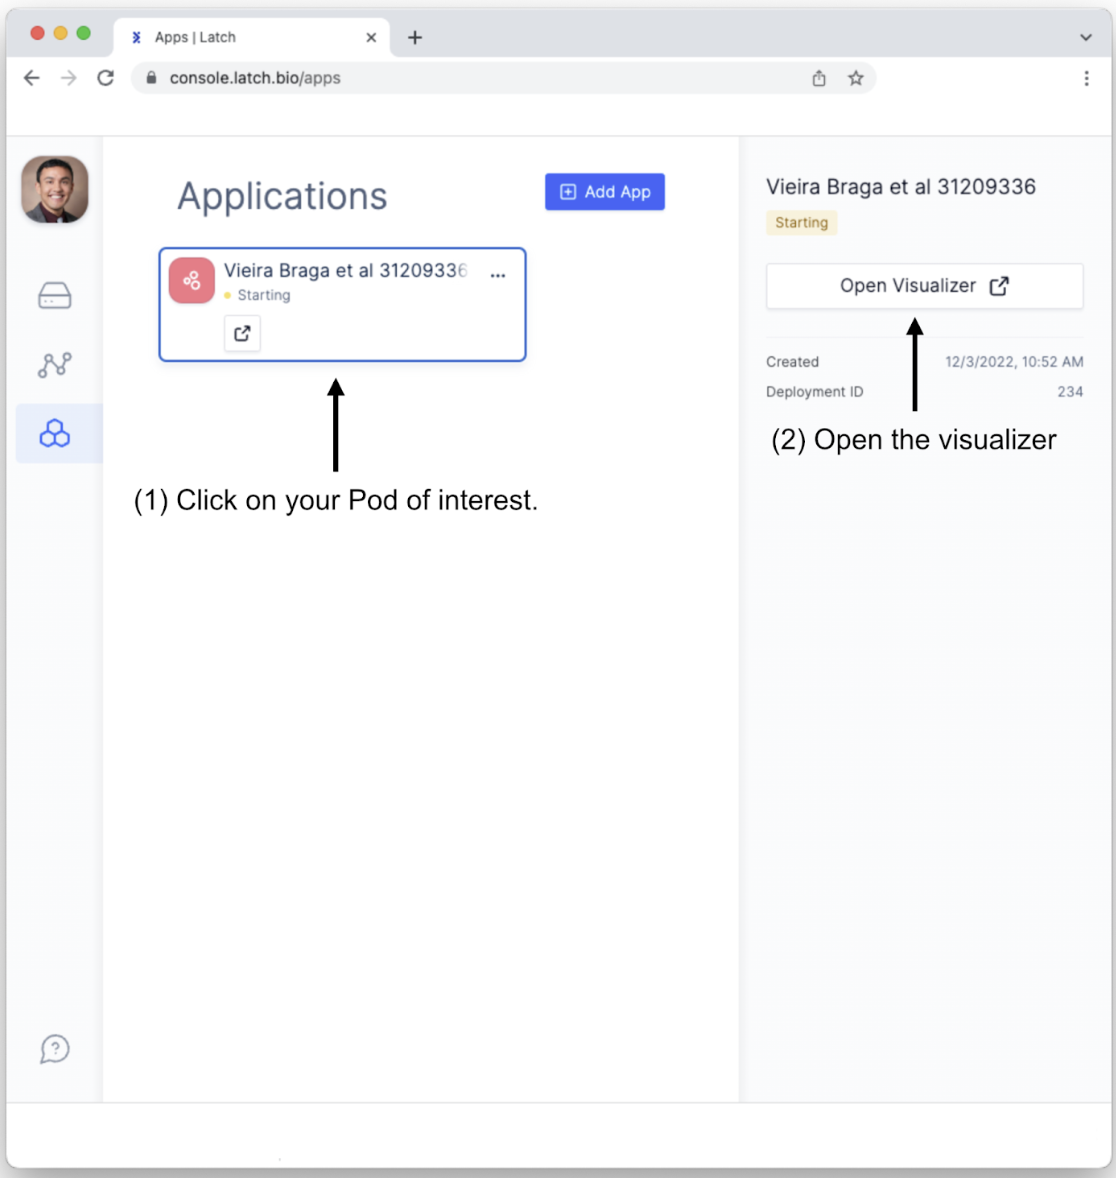 Apps | Latch
console.latch.bio/apps
Applications
Add App
Vieira Braga et al 31209336
Starting
(1) Click on your Pod of interest.
Vieira Braga et al 31209336
Starting
Open Visualizer
Created 12/3/2022, 10:52 AM
Deployment ID 234
(2) Open the visualizer